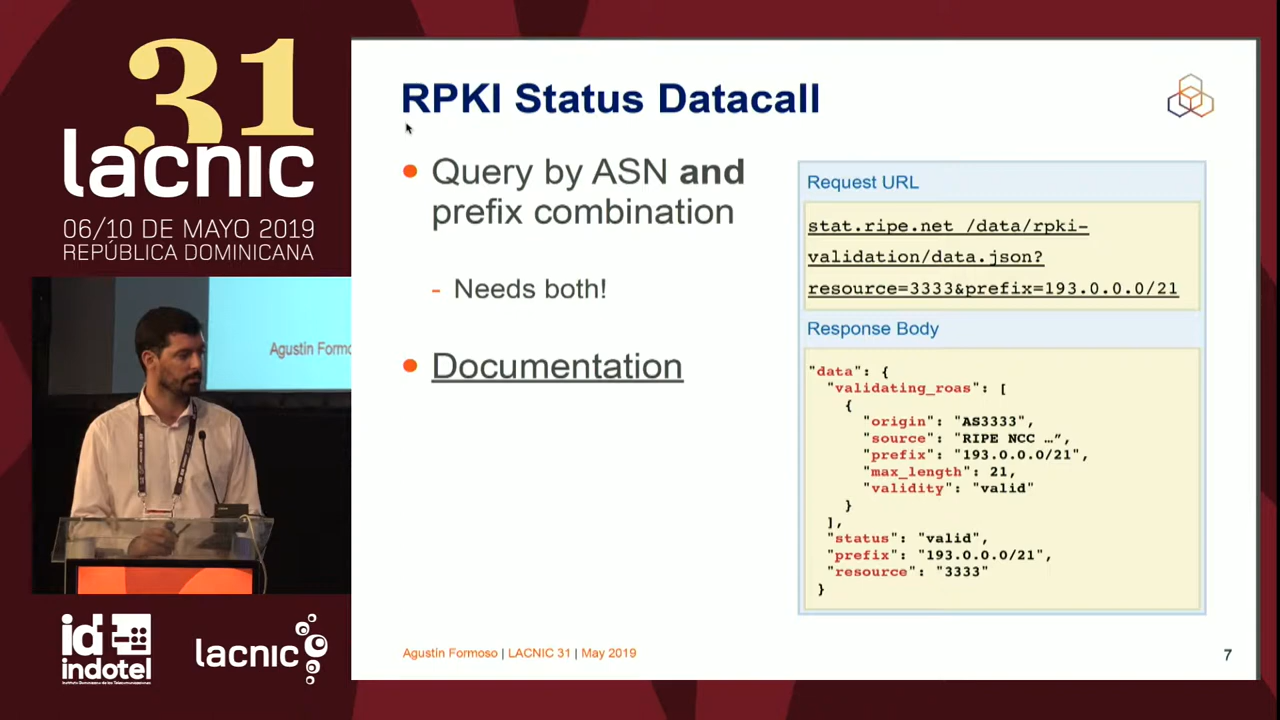 31
lacnic
06/10 DE MAYO 2019
REPÚBLICA DOMINICANA
Agustin Formo
id
indotel
lacnic
RPKI Status Datacall
• Query by ASN and
prefix combination
- Needs both!
• Documentation
Request URL
stat.ripe.net /data/rpki-
validation/data.json?
resource=3333&prefix=193.0.0.0/21
Response Body
"data": {
"validating_roas": [
{
"origin": "AS3333",
"source": "RIPE NCC …”,
"prefix": "193.0.0.0/21",
"max_length": 21,
"validity": "valid"
}
],
"status": "valid",
"prefix": "193.0.0.0/21",
"resource": "3333"
}
Agustin Formoso | LACNIC 31 | May 2019
7